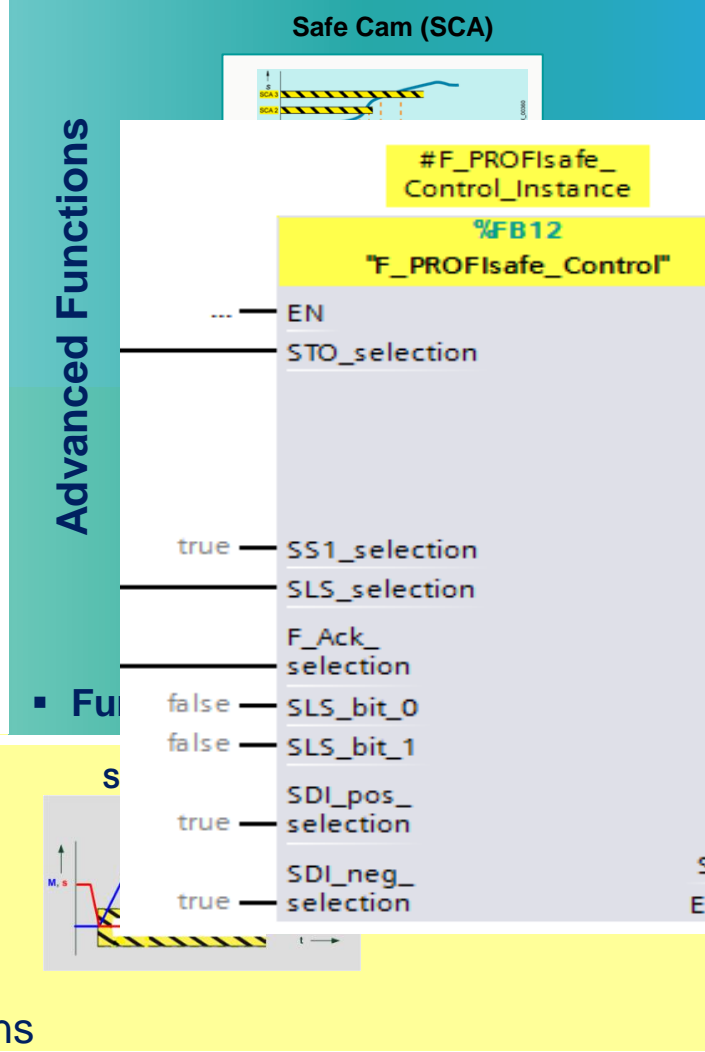 Safe Cam (SCA)
S
SCA 3
SCA 2
Advanced Functions
#F_PROFIsafe_
Control_Instance
%FB12
"F_PROFIsafe_Control"
... EN
STO_selection
true SS1_selection
SLS_selection
F_Ack_
selection
false SLS_bit_0
false SLS_bit_1
SDI_pos_
true selection
SDI_neg_
true selection
S
E
▪ Fu
S
M, s
t
ns